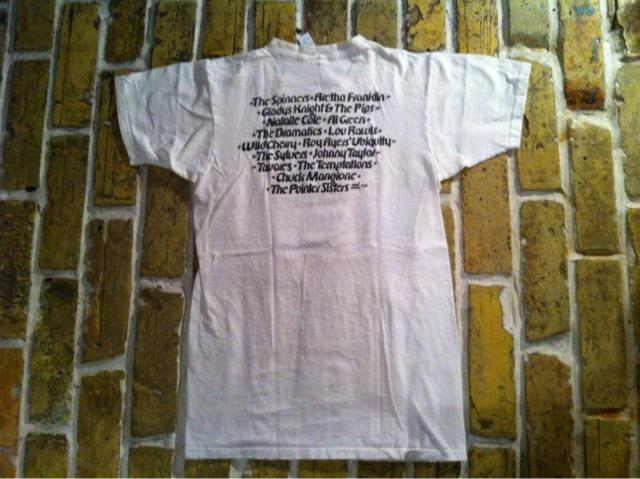 •The Spinners•Aretha Franklin•
•Gladys Knight & The Pips•
•Natalie Cole •Al Green•
•The Dramatics•Lou Rawls•
•Wild Cherry•Roy Ayers' Ubiquity•
•The Sylvers•Johnny Taylor•
•Tavares•The Temptations•
•Chuck Mangione•
•The Pointer Sisters